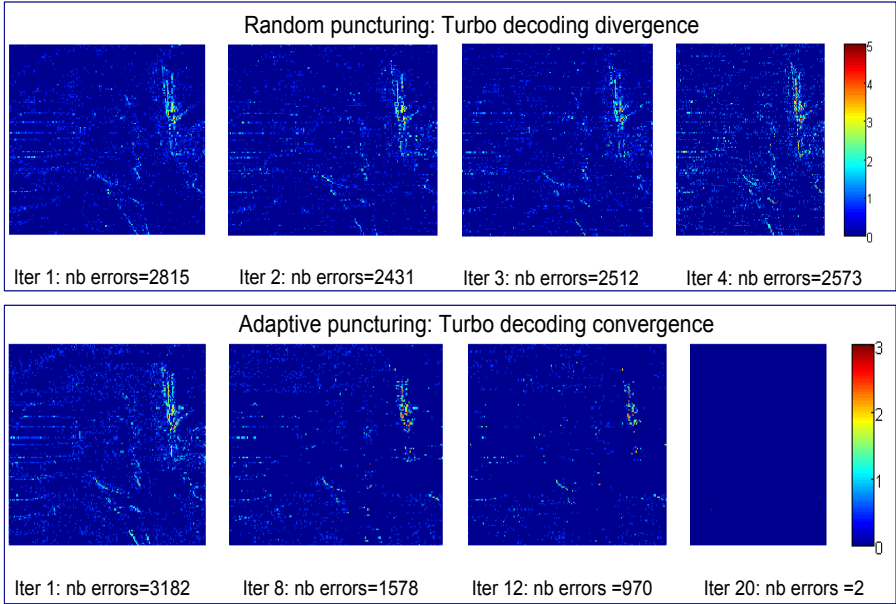 Random puncturing: Turbo decoding divergence
5
4
3
2
1
0
Iter 1: nb errors=2815 Iter 2: nb errors=2431 Iter 3: nb errors=2512 Iter 4: nb errors=2573
Adaptive puncturing: Turbo decoding convergence
3
2
1
0
Iter 1: nb errors=3182 Iter 8: nb errors=1578 Iter 12: nb errors =970 Iter 20: nb errors =2